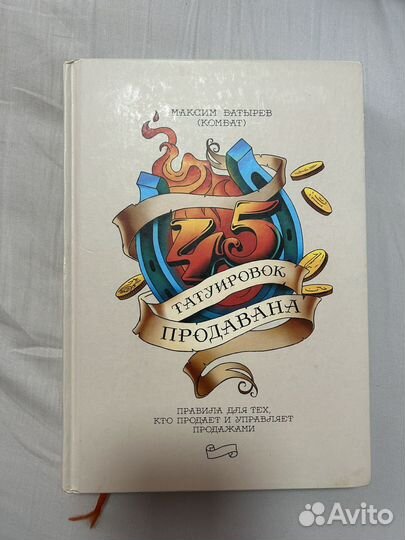 МАКСИМ БАТЫРЕВ
(КОМБАТ)
45
ТАТУИРОВОК
ПРОДАВАНА
ПРАВИЛА ДЛЯ ТЕХ,
КТО ПРОДАЕТ И УПРАВЛЯЕТ
ПРОДАЖАМИ
Avito